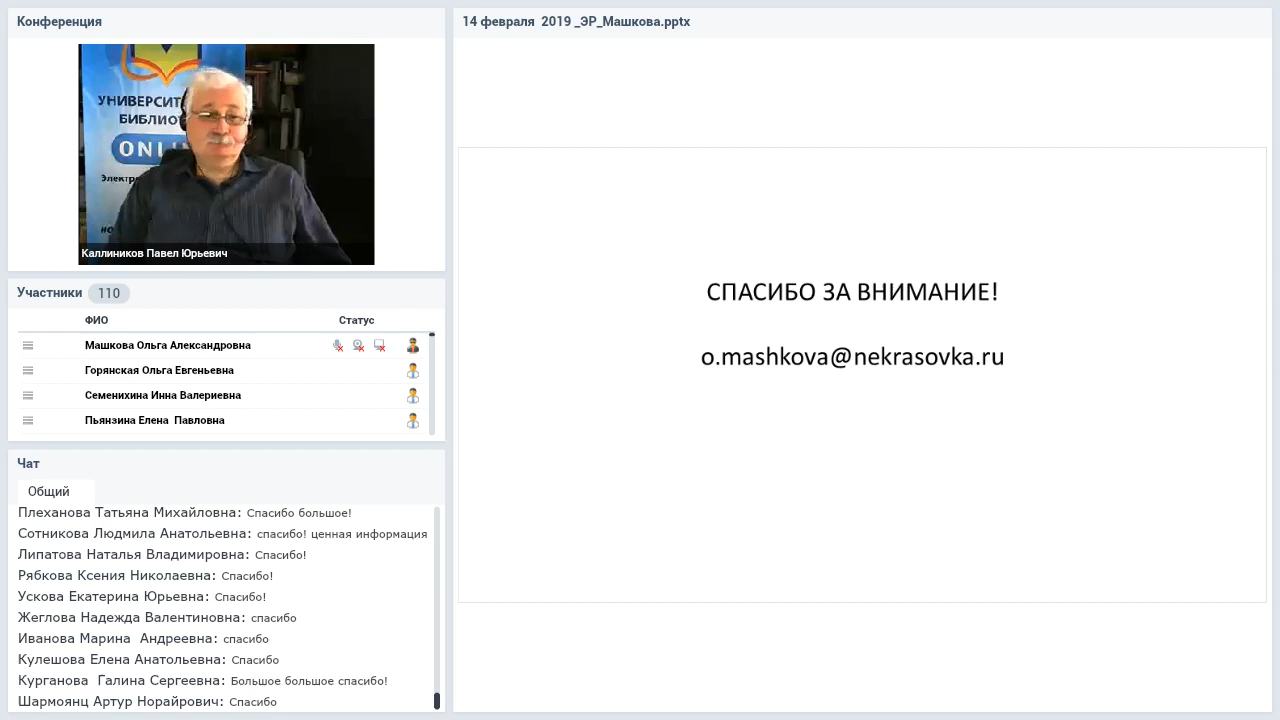 Конференция
УНИВЕРСИТ
БИБЛИО
ONLI
Электро
Каллиников Павел Юрьевич
Участники 110
ФИО Статус
Машкова Ольга Александровна
Горянская Ольга Евгеньевна
Семенихина Инна Валериевна
Пьянзина Елена Павловна
Чат
Общий
Плеханова Татьяна Михайловна: Спасибо большое!
Сотникова Людмила Анатольевна: спасибо! ценная информация
Липатова Наталья Владимировна: Спасибо!
Рябкова Ксения Николаевна: Спасибо!
Ускова Екатерина Юрьевна: Спасибо!
Жеглова Надежда Валентиновна: спасибо
Иванова Марина Андреевна: спасибо
Кулешова Елена Анатольевна: Спасибо
Курганова Галина Сергеевна: Большое большое спасибо!
Шармоянц Артур Норайрович: Спасибо
14 февраля 2019 _ЭР_Машкова.pptx
СПАСИБО ЗА ВНИМАНИЕ!
o.mashkova@nekrasovka.ru